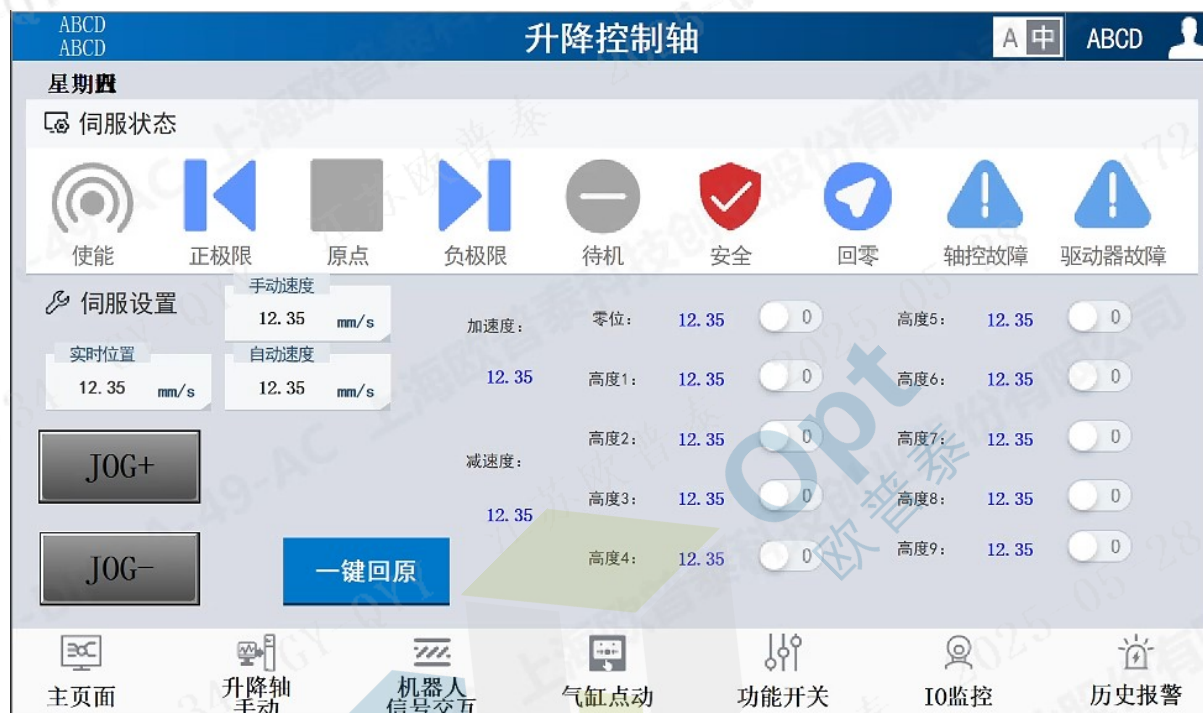 ABCD
ABCD
升降控制轴
A 中
ABCD
星期
伺服状态
使能
正极限
原点
负极限
待机
安全
回零
轴控故障
驱动器故障
伺服设置
手动速度
12.35 mm/s
实时位置
12.35 mm/s
自动速度
12.35 mm/s
加速度:
12.35
减速度:
12.35
零位: 12.35 0
高度1: 12.35 0
高度2: 12.35 0
高度3: 12.35 0
高度4: 12.35 0
高度5: 12.35 0
高度6: 12.35 0
高度7: 12.35 0
高度8: 12.35 0
高度9: 12.35 0
JOG+
JOG-
一键回原
Opt
欧普泰
主页面
升降轴
手动
机器人
信号交互
气缸点动
功能开关
IO监控
历史报警